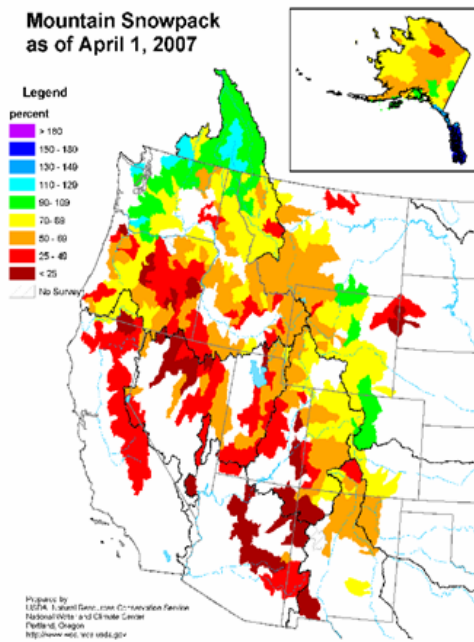 Mountain Snowpack
as of April 1, 2007
Legend
percent
> 180
150 - 180
130 - 149
110 - 129
90 - 109
70 - 89
50 - 69
25 - 49
< 25
No Survey
Prepared by
USDA, Natural Resources Conservation Service
National Water and Climate Center
Portland, Oregon